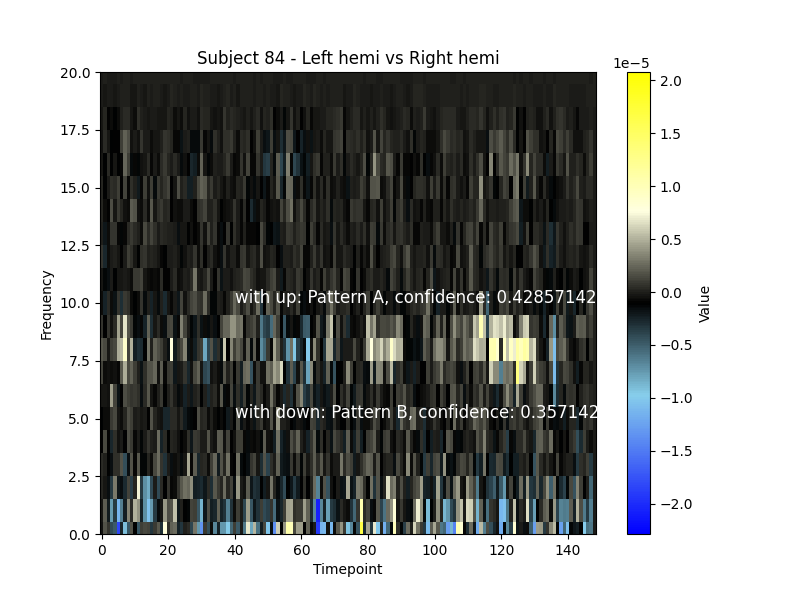 Subject 84 - Left hemi vs Right hemi
1e−5
20.0
17.5
15.0
12.5
10.0
7.5
5.0
2.5
0.0
Frequency
with up: Pattern A, confidence: 0.42857142
with down: Pattern B, confidence: 0.357142
0 20 40 60 80 100 120 140
Timepoint
2.0
1.5
1.0
0.5
0.0
−0.5
−1.0
−1.5
−2.0
Value